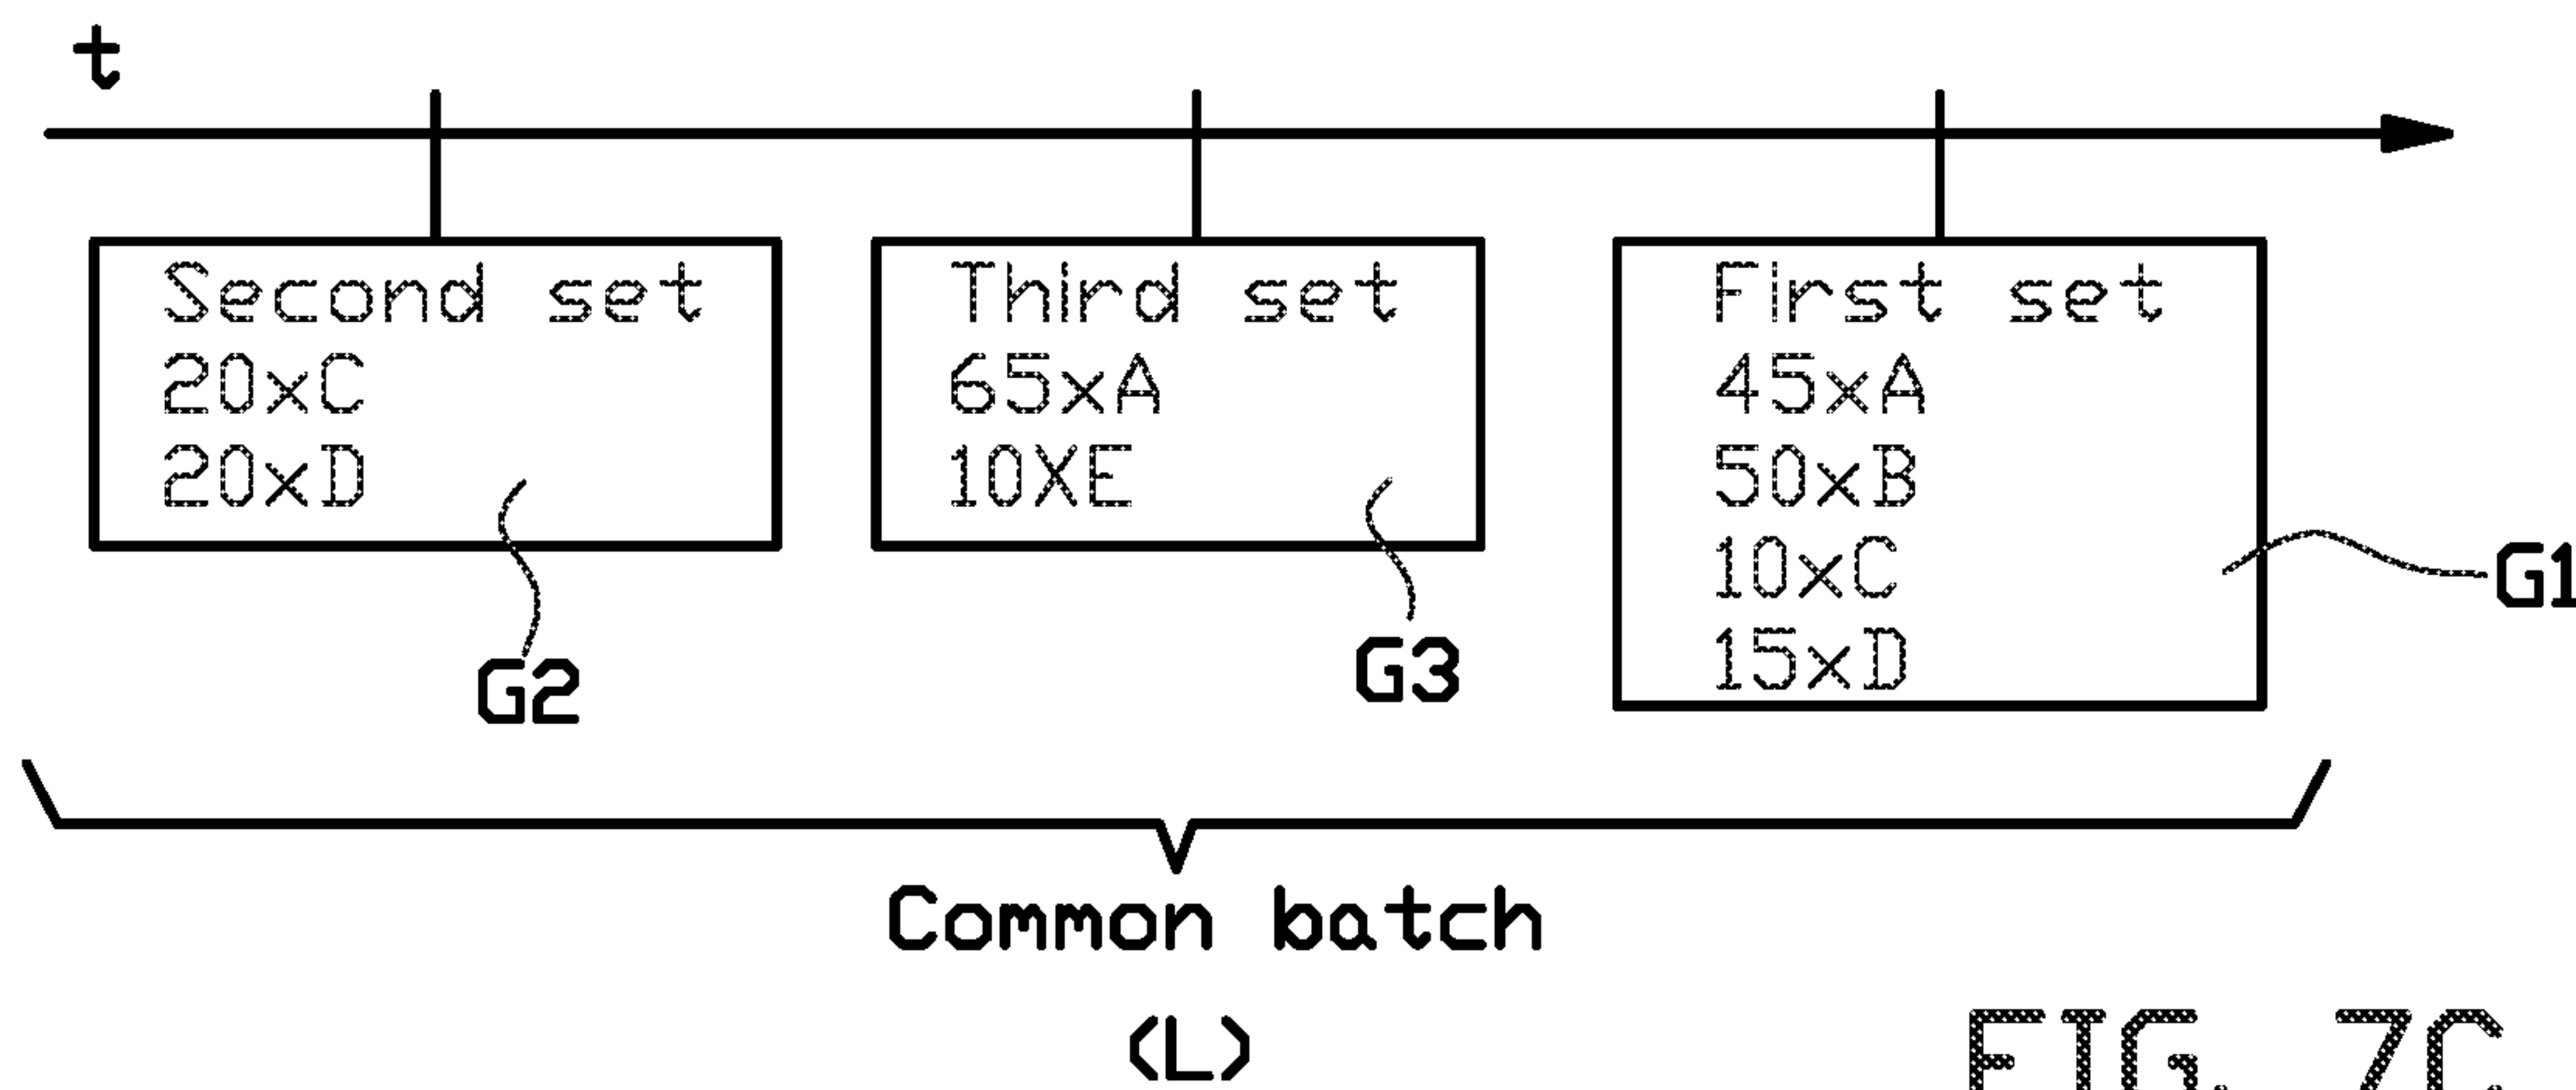 t
Second set
20xC
20xD
G2
Third set
65xA
10XE
G3
First set
45xA
50xB
10xC
15xD
G1
Common batch
(L)
FIG. 7C